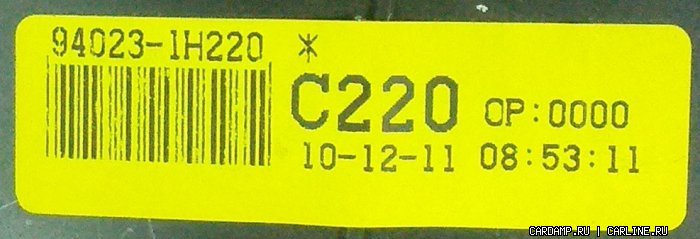 94023-1H220 *
C220 OP:0000
10-12-11 08:53:11
CARDAMP.RU | CARLINE.RU